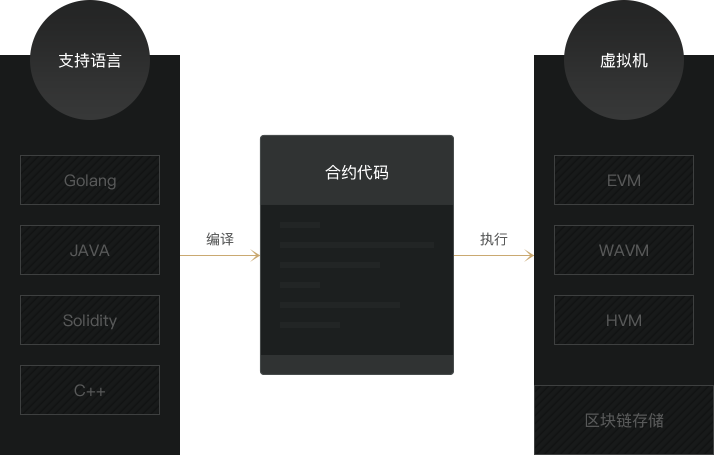 支持语言
Golang
JAVA
Solidity
C++
编译
合约代码
执行
虚拟机
EVM
WAVM
HVM
区块链存储